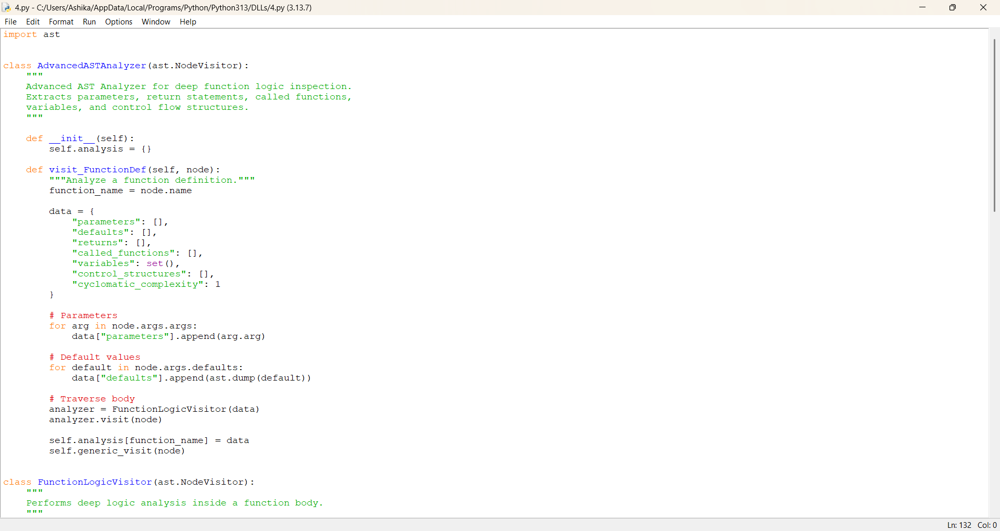 4.py - C:/Users/Ashika/AppData/Local/Programs/Python/Python313/DLLs/4.py (3.13.7)
File Edit Format Run Options Window Help
import ast
class AdvancedASTAnalyzer(ast.NodeVisitor):
    """
    Advanced AST Analyzer for deep function logic inspection.
    Extracts parameters, return statements, called functions,
    variables, and control flow structures.
    """
    def __init__(self):
        self.analysis = {}
    def visit_FunctionDef(self, node):
        """Analyze a function definition."""
        function_name = node.name
        data = {
            "parameters": [],
            "defaults": [],
            "returns": [],
            "called_functions": [],
            "variables": set(),
            "control_structures": [],
            "cyclomatic_complexity": 1
        }
        # Parameters
        for arg in node.args.args:
            data["parameters"].append(arg.arg)
        # Default values
        for default in node.args.defaults:
            data["defaults"].append(ast.dump(default))
        # Traverse body
        analyzer = FunctionLogicVisitor(data)
        analyzer.visit(node)
        self.analysis[function_name] = data
        self.generic_visit(node)
class FunctionLogicVisitor(ast.NodeVisitor):
    """
    Performs deep logic analysis inside a function body.
    """
Ln: 132 Col: 0